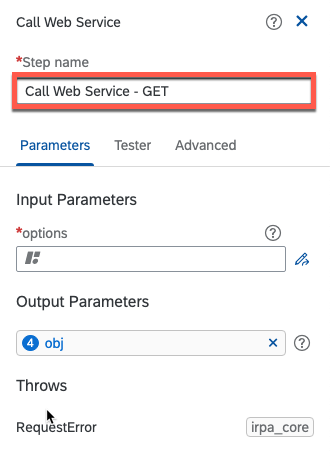 Call Web Service
*Step name
Call Web Service - GET
Parameters Tester Advanced
Input Parameters
*options
Output Parameters
4 obj
Throws
RequestError irpa_core